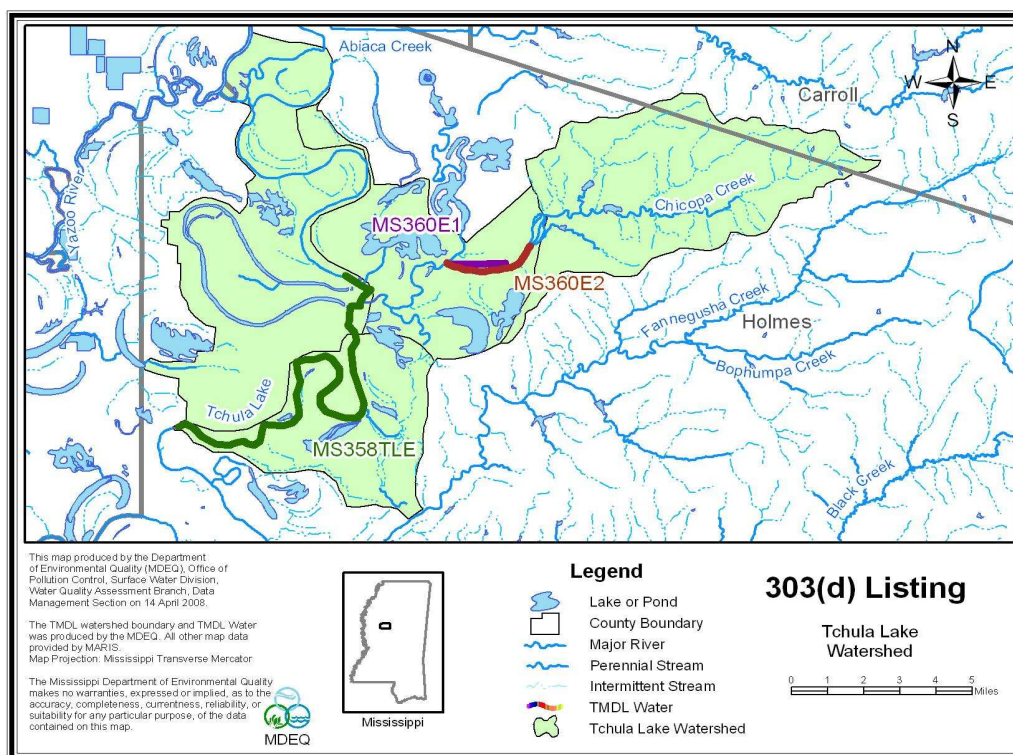 Abiaca Creek
N
W E
S
Carroll
Yazoo River
Chicopa Creek
MS360E1
MS360E2
Fannegusha Creek
Holmes
Bophumpa Creek
Tchula Lake
MS358TLE
Black Creek
This map produced by the Department
of Environmental Quality (MDEQ), Office of
Pollution Control, Surface Water Division,
Water Quality Assessment Branch, Data
Management Section on 14 April 2008.
The TMDL watershed boundary and TMDL Water
was produced by the MDEQ. All other map data
provided by MARIS.
Map Projection: Mississippi Transverse Mercator
The Mississippi Department of Environmental Quality
makes no warranties, expressed or implied, as to the
accuracy, completeness, currentness, reliability, or
suitability for any particular purpose, of the data
contained on this map.
MDEQ
Mississippi
Legend
Lake or Pond
County Boundary
Major River
Perennial Stream
Intermittent Stream
TMDL Water
Tchula Lake Watershed
303(d) Listing
Tchula Lake
Watershed
0 1 2 3 4 5
Miles